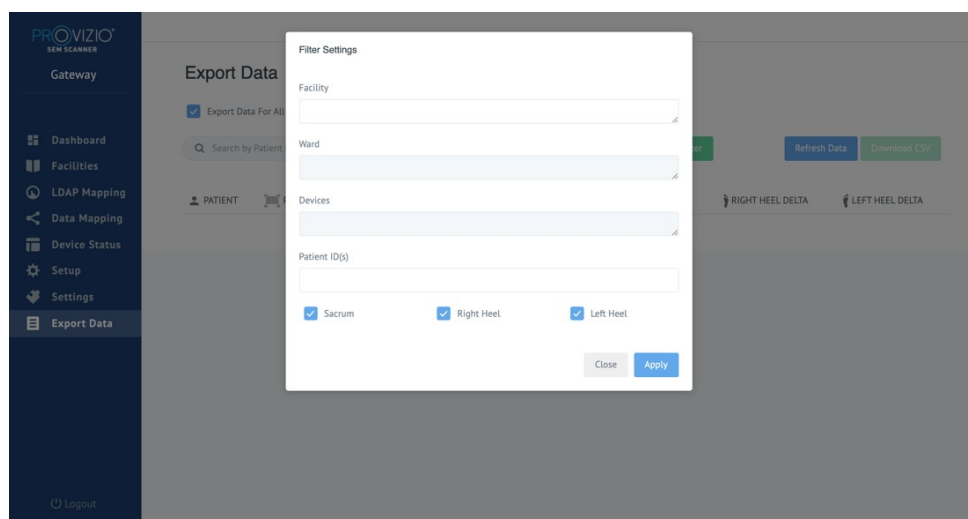 PROVIZIO®
SEM SCANNER
Gateway
Dashboard
Facilities
LDAP Mapping
Data Mapping
Device Status
Setup
Settings
Export Data
Logout
Export Data
Export Data For All
Search by Patient
Refresh Data
Download CSV
PATIENT
RIGHT HEEL DELTA
LEFT HEEL DELTA
Filter Settings
Facility
Ward
Devices
Patient ID(s)
Sacrum
Right Heel
Left Heel
Close
Apply